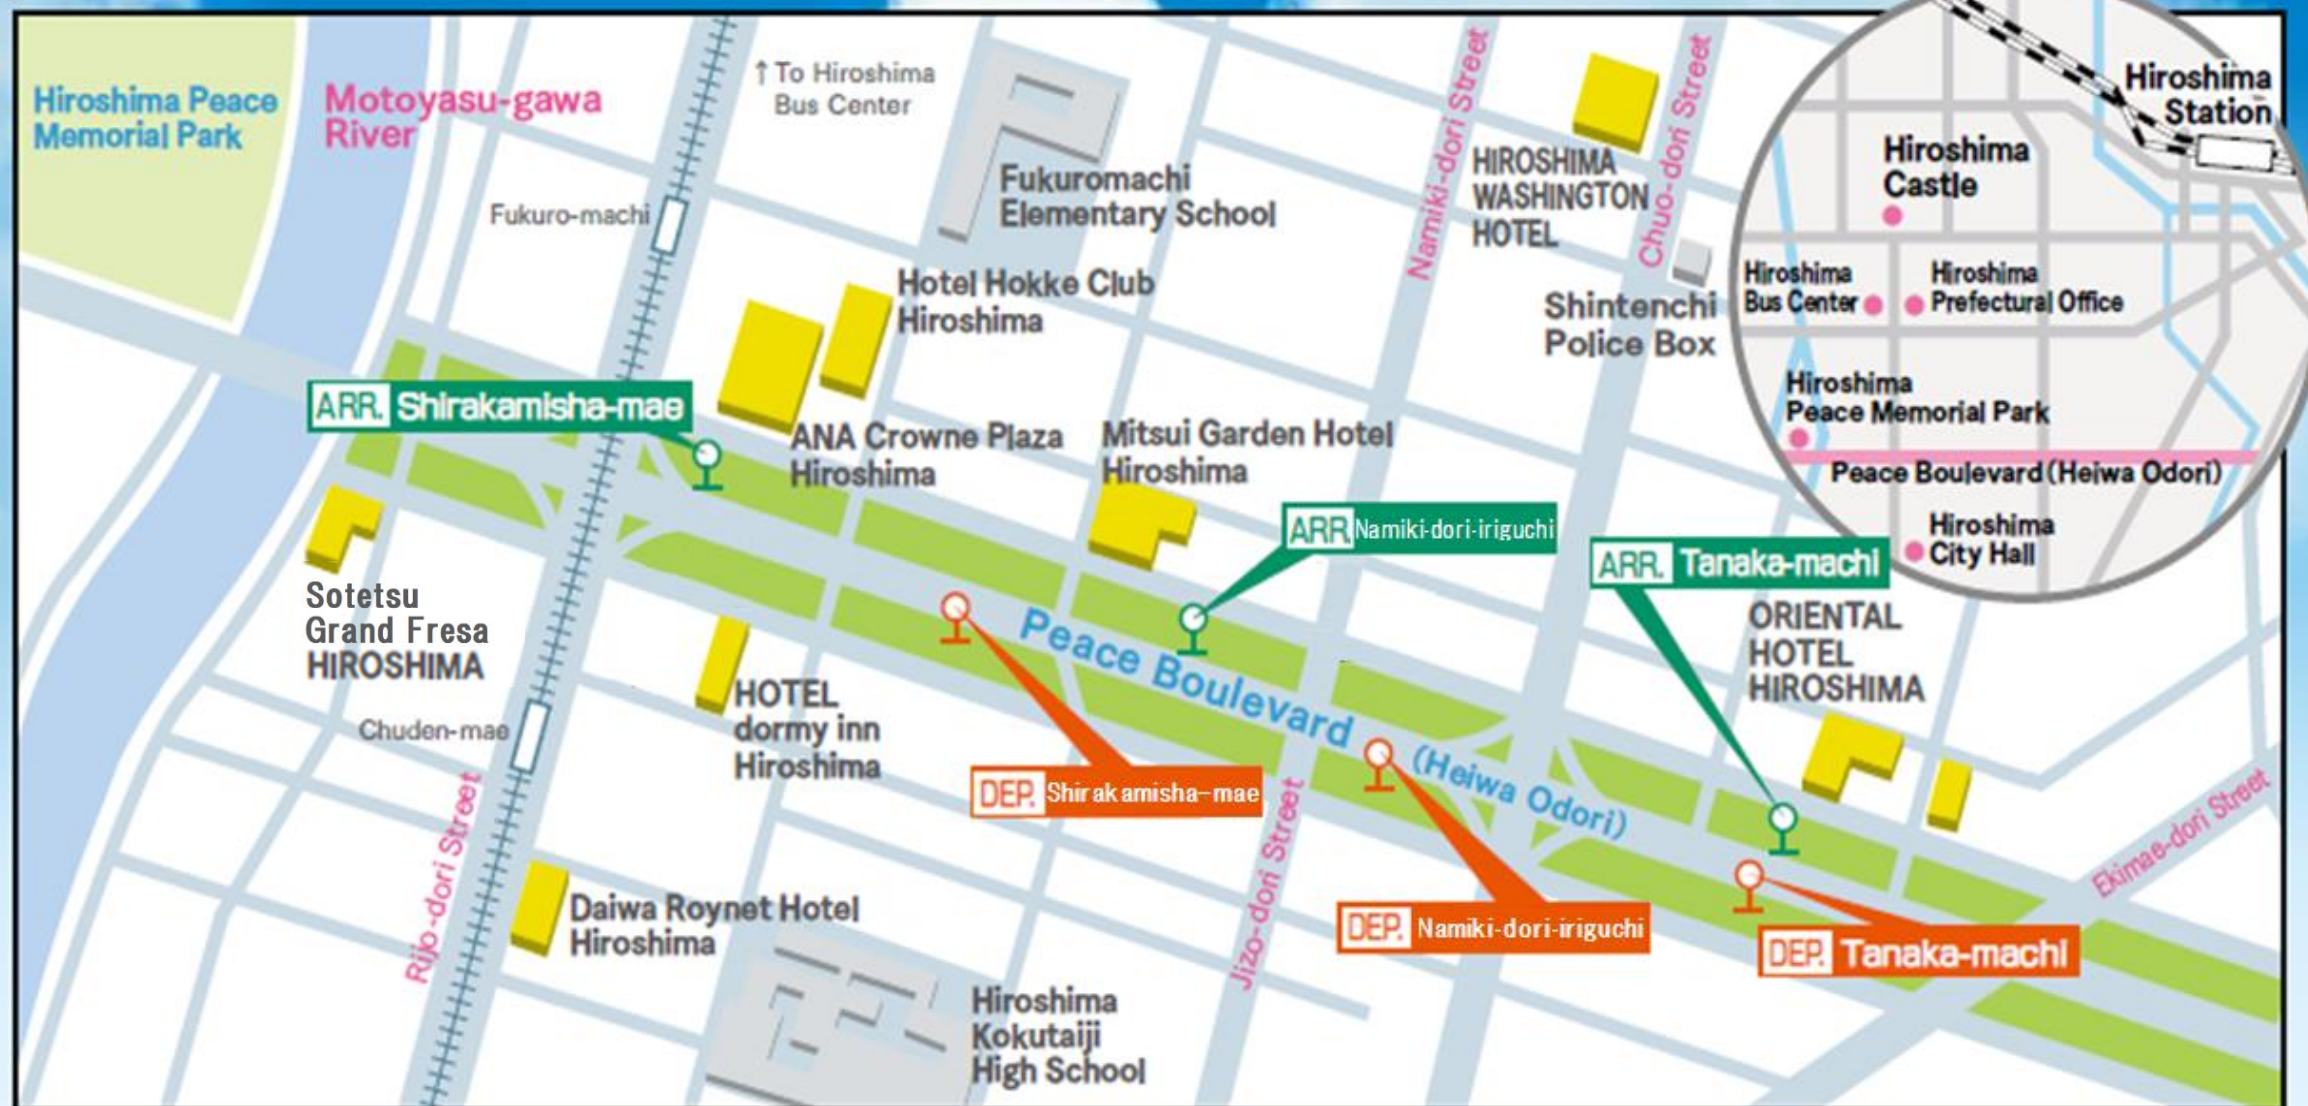 Hiroshima Peace
Memorial Park
Motoyasu-gawa
River
↑To Hiroshima
Bus Center
Fukuro-machi
Fukuromachi
Elementary School
Namiki-dori Street
HIROSHIMA
WASHINGTON
HOTEL
Chuo-dori Street
Shintenchi
Police Box
Hotel Hokke Club
Hiroshima
ARR. Shirakamisha-mae
ANA Crowne Plaza
Hiroshima
Mitsui Garden Hotel
Hiroshima
ARR. Namiki-dori-iriguchi
ARR. Tanaka-machi
ORIENTAL
HOTEL
HIROSHIMA
Sotetsu
Grand Fresa
HIROSHIMA
Chuden-mae
HOTEL
dormy inn
Hiroshima
Peace Boulevard
(Heiwa Odori)
DEP. Shirakamisha-mae
DEP. Namiki-dori-iriguchi
DEP. Tanaka-machi
Rijo-dori Street
Jizo-dori Street
Ekimae-dori Street
Daiwa Roynet Hotel
Hiroshima
Hiroshima
Kokutaiji
High School
Hiroshima
Station
Hiroshima
Castle
Hiroshima
Bus Center
Hiroshima
Prefectural Office
Hiroshima
Peace Memorial Park
Peace Boulevard (Heiwa Odori)
Hiroshima
City Hall